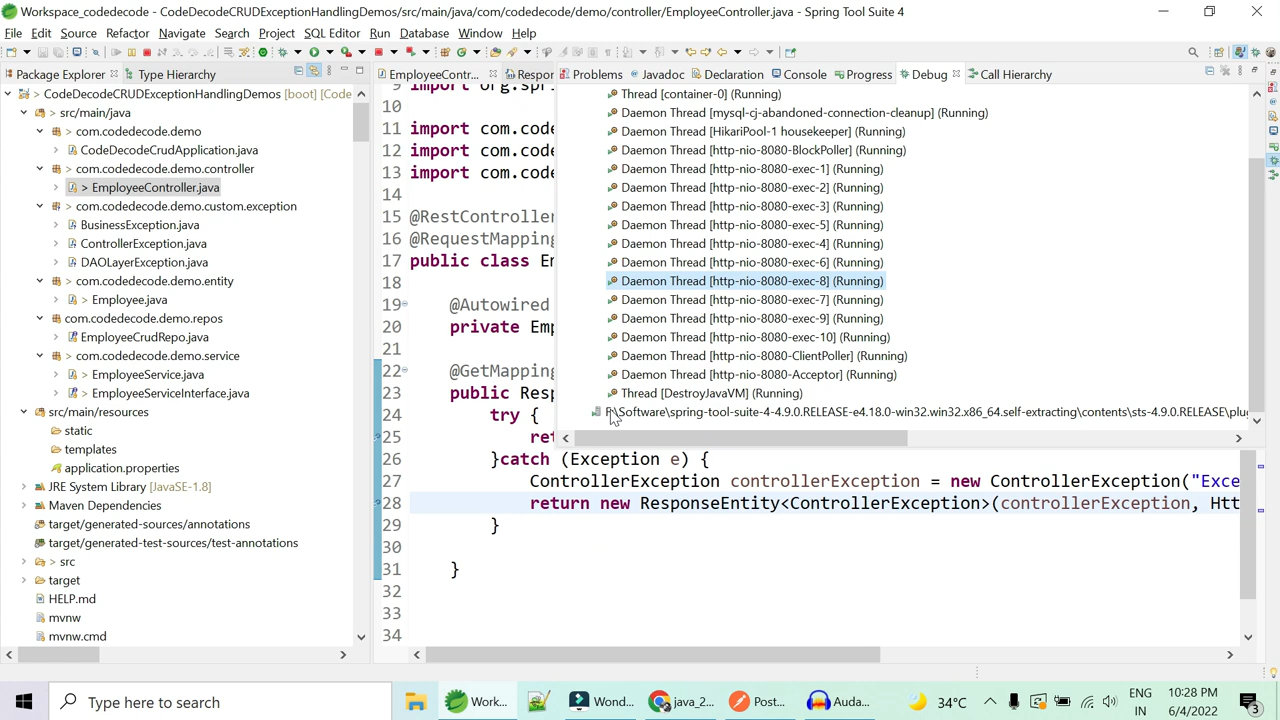 Workspace_codedecode - CodeDecodeCRUDExceptionHandlingDemos/src/main/java/com/codedecode/demo/controller/EmployeeController.java - Spring Tool Suite 4
File Edit Source Refactor Navigate Search Project SQL Editor Run Database Window Help
Package Explorer
Type Hierarchy
CodeDecodeCRUDExceptionHandlingDemos [boot] [Code
src/main/java
> com.codedecode.demo
CodeDecodeCrudApplication.java
> com.codedecode.demo.controller
> EmployeeController.java
> com.codedecode.demo.custom.exception
BusinessException.java
ControllerException.java
DAOLayerException.java
> com.codedecode.demo.entity
> Employee.java
com.codedecode.demo.repos
EmployeeCrudRepo.java
> com.codedecode.demo.service
> EmployeeService.java
> EmployeeServiceInterface.java
src/main/resources
static
templates
application.properties
JRE System Library [JavaSE-1.8]
Maven Dependencies
target/generated-sources/annotations
target/generated-test-sources/test-annotations
> src
target
HELP.md
mvnw
mvnw.cmd
EmployeeContr...
Respor
9 import org.spri
10
11 import com.code
12 import com.code
13 import com.code
14
15 @RestController
16 @RequestMapping
17 public class Em
18
19 @Autowired
20 private Emp
21
22 @GetMapping
23 public Resp
24 try {
25 ret
26 }catch (Exception e) {
27 ControllerException controllerException = new ControllerException("Exce
28 return new ResponseEntity<ControllerException>(controllerException, Htt
29 }
30
31 }
32
33
34
Problems Javadoc Declaration Console Progress Debug Call Hierarchy
Thread [container-0] (Running)
Daemon Thread [mysql-cj-abandoned-connection-cleanup] (Running)
Daemon Thread [HikariPool-1 housekeeper] (Running)
Daemon Thread [http-nio-8080-BlockPoller] (Running)
Daemon Thread [http-nio-8080-exec-1] (Running)
Daemon Thread [http-nio-8080-exec-2] (Running)
Daemon Thread [http-nio-8080-exec-3] (Running)
Daemon Thread [http-nio-8080-exec-5] (Running)
Daemon Thread [http-nio-8080-exec-4] (Running)
Daemon Thread [http-nio-8080-exec-6] (Running)
Daemon Thread [http-nio-8080-exec-8] (Running)
Daemon Thread [http-nio-8080-exec-7] (Running)
Daemon Thread [http-nio-8080-exec-9] (Running)
Daemon Thread [http-nio-8080-exec-10] (Running)
Daemon Thread [http-nio-8080-ClientPoller] (Running)
Daemon Thread [http-nio-8080-Acceptor] (Running)
Thread [DestroyJavaVM] (Running)
F:\Software\spring-tool-suite-4-4.9.0.RELEASE-e4.18.0-win32.win32.x86_64.self-extracting\contents\sts-4.9.0.RELEASE\plug
Type here to search
Work...
Wond...
java_2...
Post...
Auda...
34°C
ENG
IN
10:28 PM
6/4/2022
3